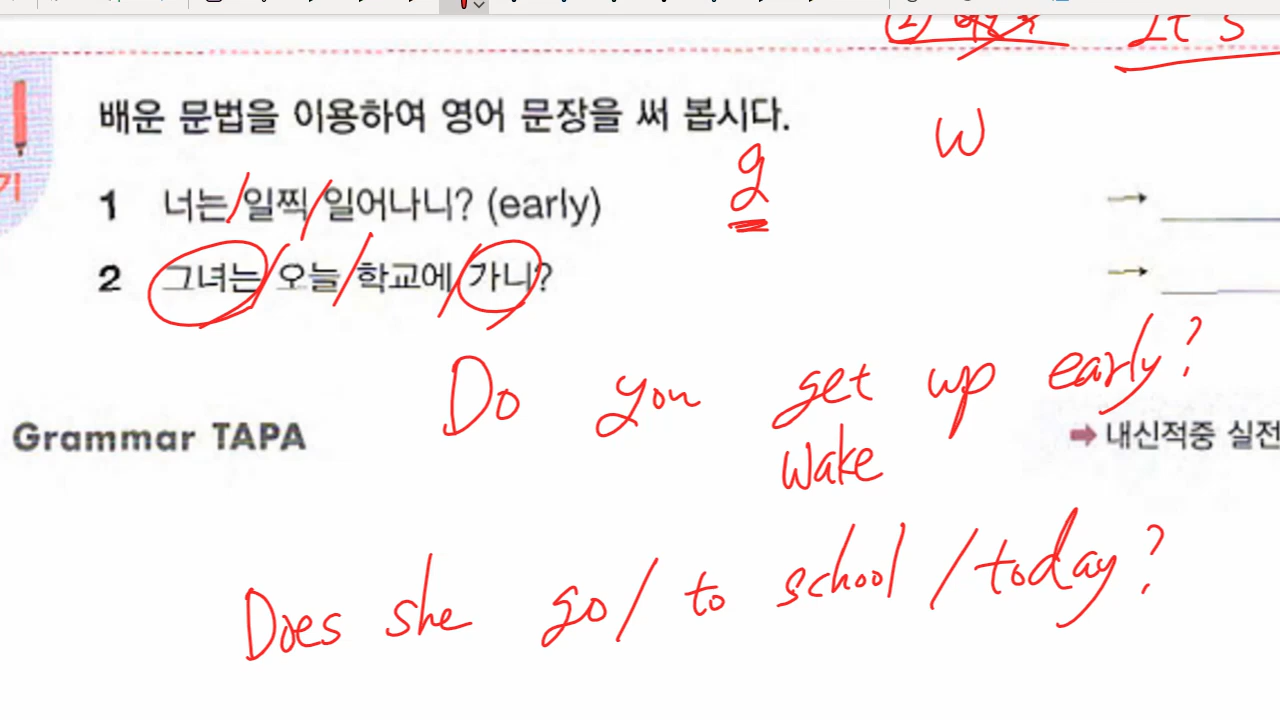 It's
배운 문법을 이용하여 영어 문장을 써 봅시다.
g
W
기
1 너는/일찍/일어나니? (early) →
2 그녀는/오늘/학교에/가니? →
Do you get up early?
wake
Grammar TAPA
➡ 내신적중 실전
Does she go/ to school /today?